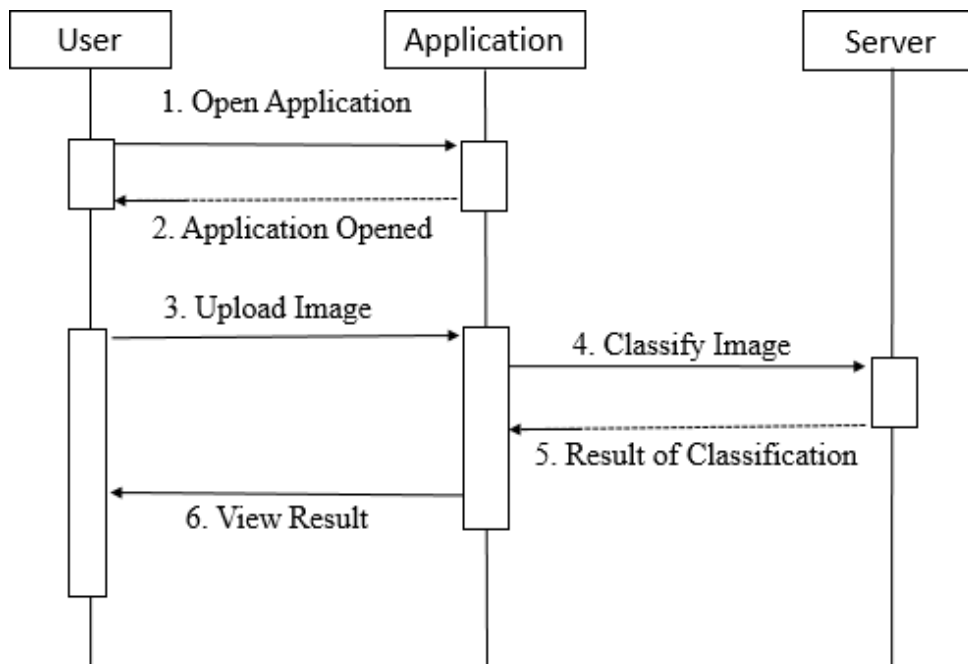 User
Application
Server
1. Open Application
2. Application Opened
3. Upload Image
4. Classify Image
5. Result of Classification
6. View Result